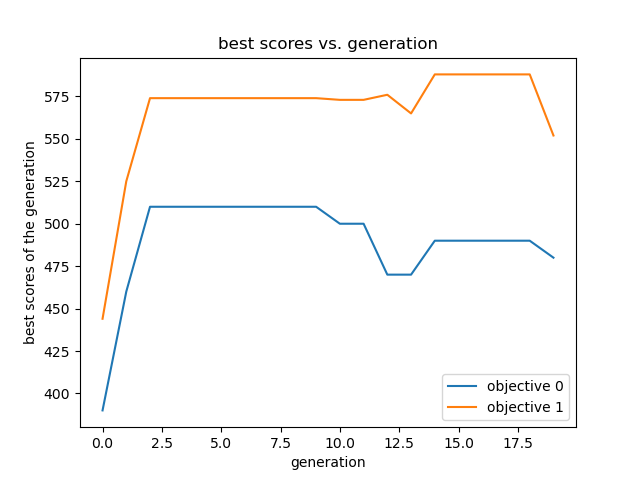 best scores vs. generation
best scores of the generation
575
550
525
500
475
450
425
400
0.0 2.5 5.0 7.5 10.0 12.5 15.0 17.5
generation
objective 0
objective 1